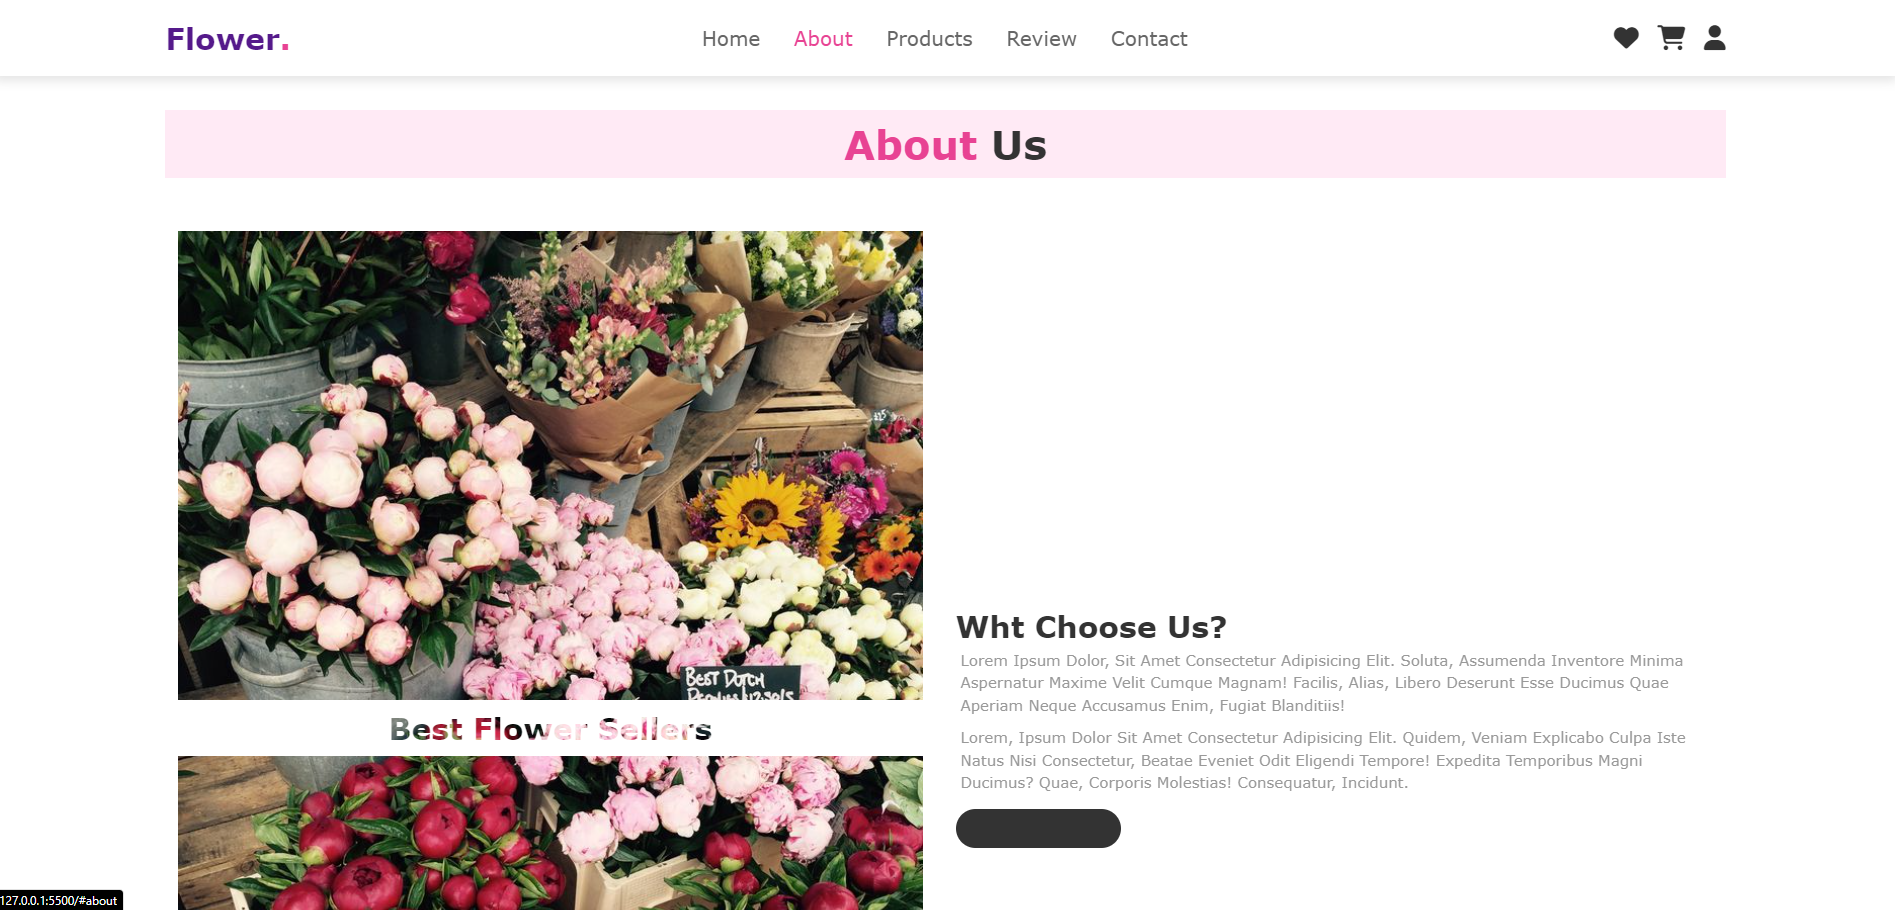 Flower.
Home About Products Review Contact
About Us
BEST DUTCH
Best Flower Sellers
Wht Choose Us?
Lorem Ipsum Dolor, Sit Amet Consectetur Adipisicing Elit. Soluta, Assumenda Inventore Minima
Aspernatur Maxime Velit Cumque Magnam! Facilis, Alias, Libero Deserunt Esse Ducimus Quae
Aperiam Neque Accusamus Enim, Fugiat Blanditiis!
Lorem, Ipsum Dolor Sit Amet Consectetur Adipisicing Elit. Quidem, Veniam Explicabo Culpa Iste
Natus Nisi Consectetur, Beatae Eveniet Odit Eligendi Tempore! Expedita Temporibus Magni
Ducimus? Quae, Corporis Molestias! Consequatur, Incidunt.
127.0.0.1:5500/#about